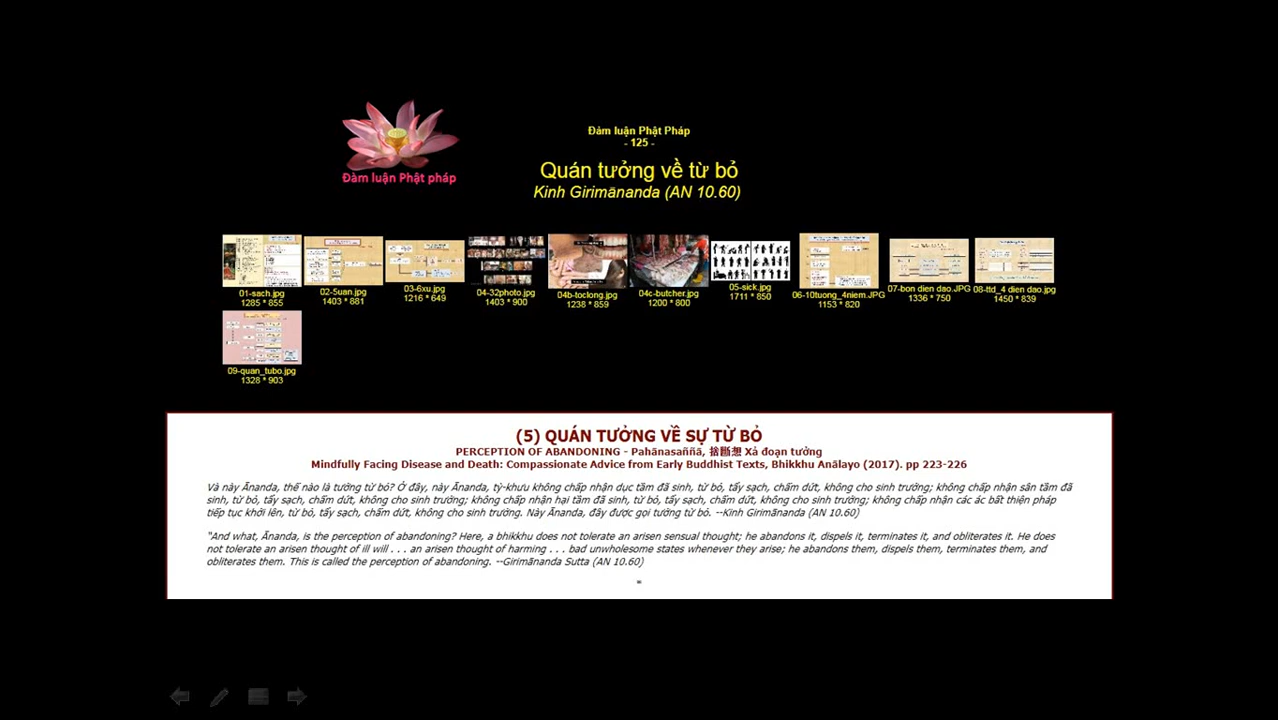 Đàm luận Phật Pháp
- 125 -
Đàm luận Phật pháp
Quán tưởng về từ bỏ
Kinh Girimānanda (AN 10.60)
01-sach.jpg
1285 * 855
02-5uan.jpg
1403 * 881
03-6xu.jpg
1216 * 649
04-32photo.jpg
1403 * 900
04b-toclong.jpg
1238 * 859
04c-butcher.jpg
1200 * 800
05-sick.jpg
1711 * 850
06-10tuong_4niem.JPG
1153 * 820
07-bon dien dao.JPG
1336 * 750
08-ttd_4 dien dao.jpg
1450 * 839
09-quan_tubo.jpg
1328 * 903
(5) QUÁN TƯỞNG VỀ SỰ TỪ BỎ
PERCEPTION OF ABANDONING - Pahānasaññā, 捨斷想 Xả đoạn tưởng
Mindfully Facing Disease and Death: Compassionate Advice from Early Buddhist Texts, Bhikkhu Anālayo (2017). pp 223-226
Và này Ānanda, thế nào là tưởng từ bỏ? Ở đây, này Ānanda, tỳ-khưu không chấp nhận dục tầm đã sinh, từ bỏ, tẩy sạch, chấm dứt, không cho sinh trưởng; không chấp nhận sân tầm đã
sinh, từ bỏ, tẩy sạch, chấm dứt, không cho sinh trưởng; không chấp nhận hại tầm đã sinh, từ bỏ, tẩy sạch, chấm dứt, không cho sinh trưởng; không chấp nhận các ác bất thiện pháp
tiếp tục khởi lên, từ bỏ, tẩy sạch, chấm dứt, không cho sinh trưởng. Này Ānanda, đây được gọi tưởng từ bỏ. --Kinh Girimānanda (AN 10.60)
"And what, Ānanda, is the perception of abandoning? Here, a bhikkhu does not tolerate an arisen sensual thought; he abandons it, dispels it, terminates it, and obliterates it. He does
not tolerate an arisen thought of ill will . . . an arisen thought of harming . . . bad unwholesome states whenever they arise; he abandons them, dispels them, terminates them, and
obliterates them. This is called the perception of abandoning. --Girimānanda Sutta (AN 10.60)